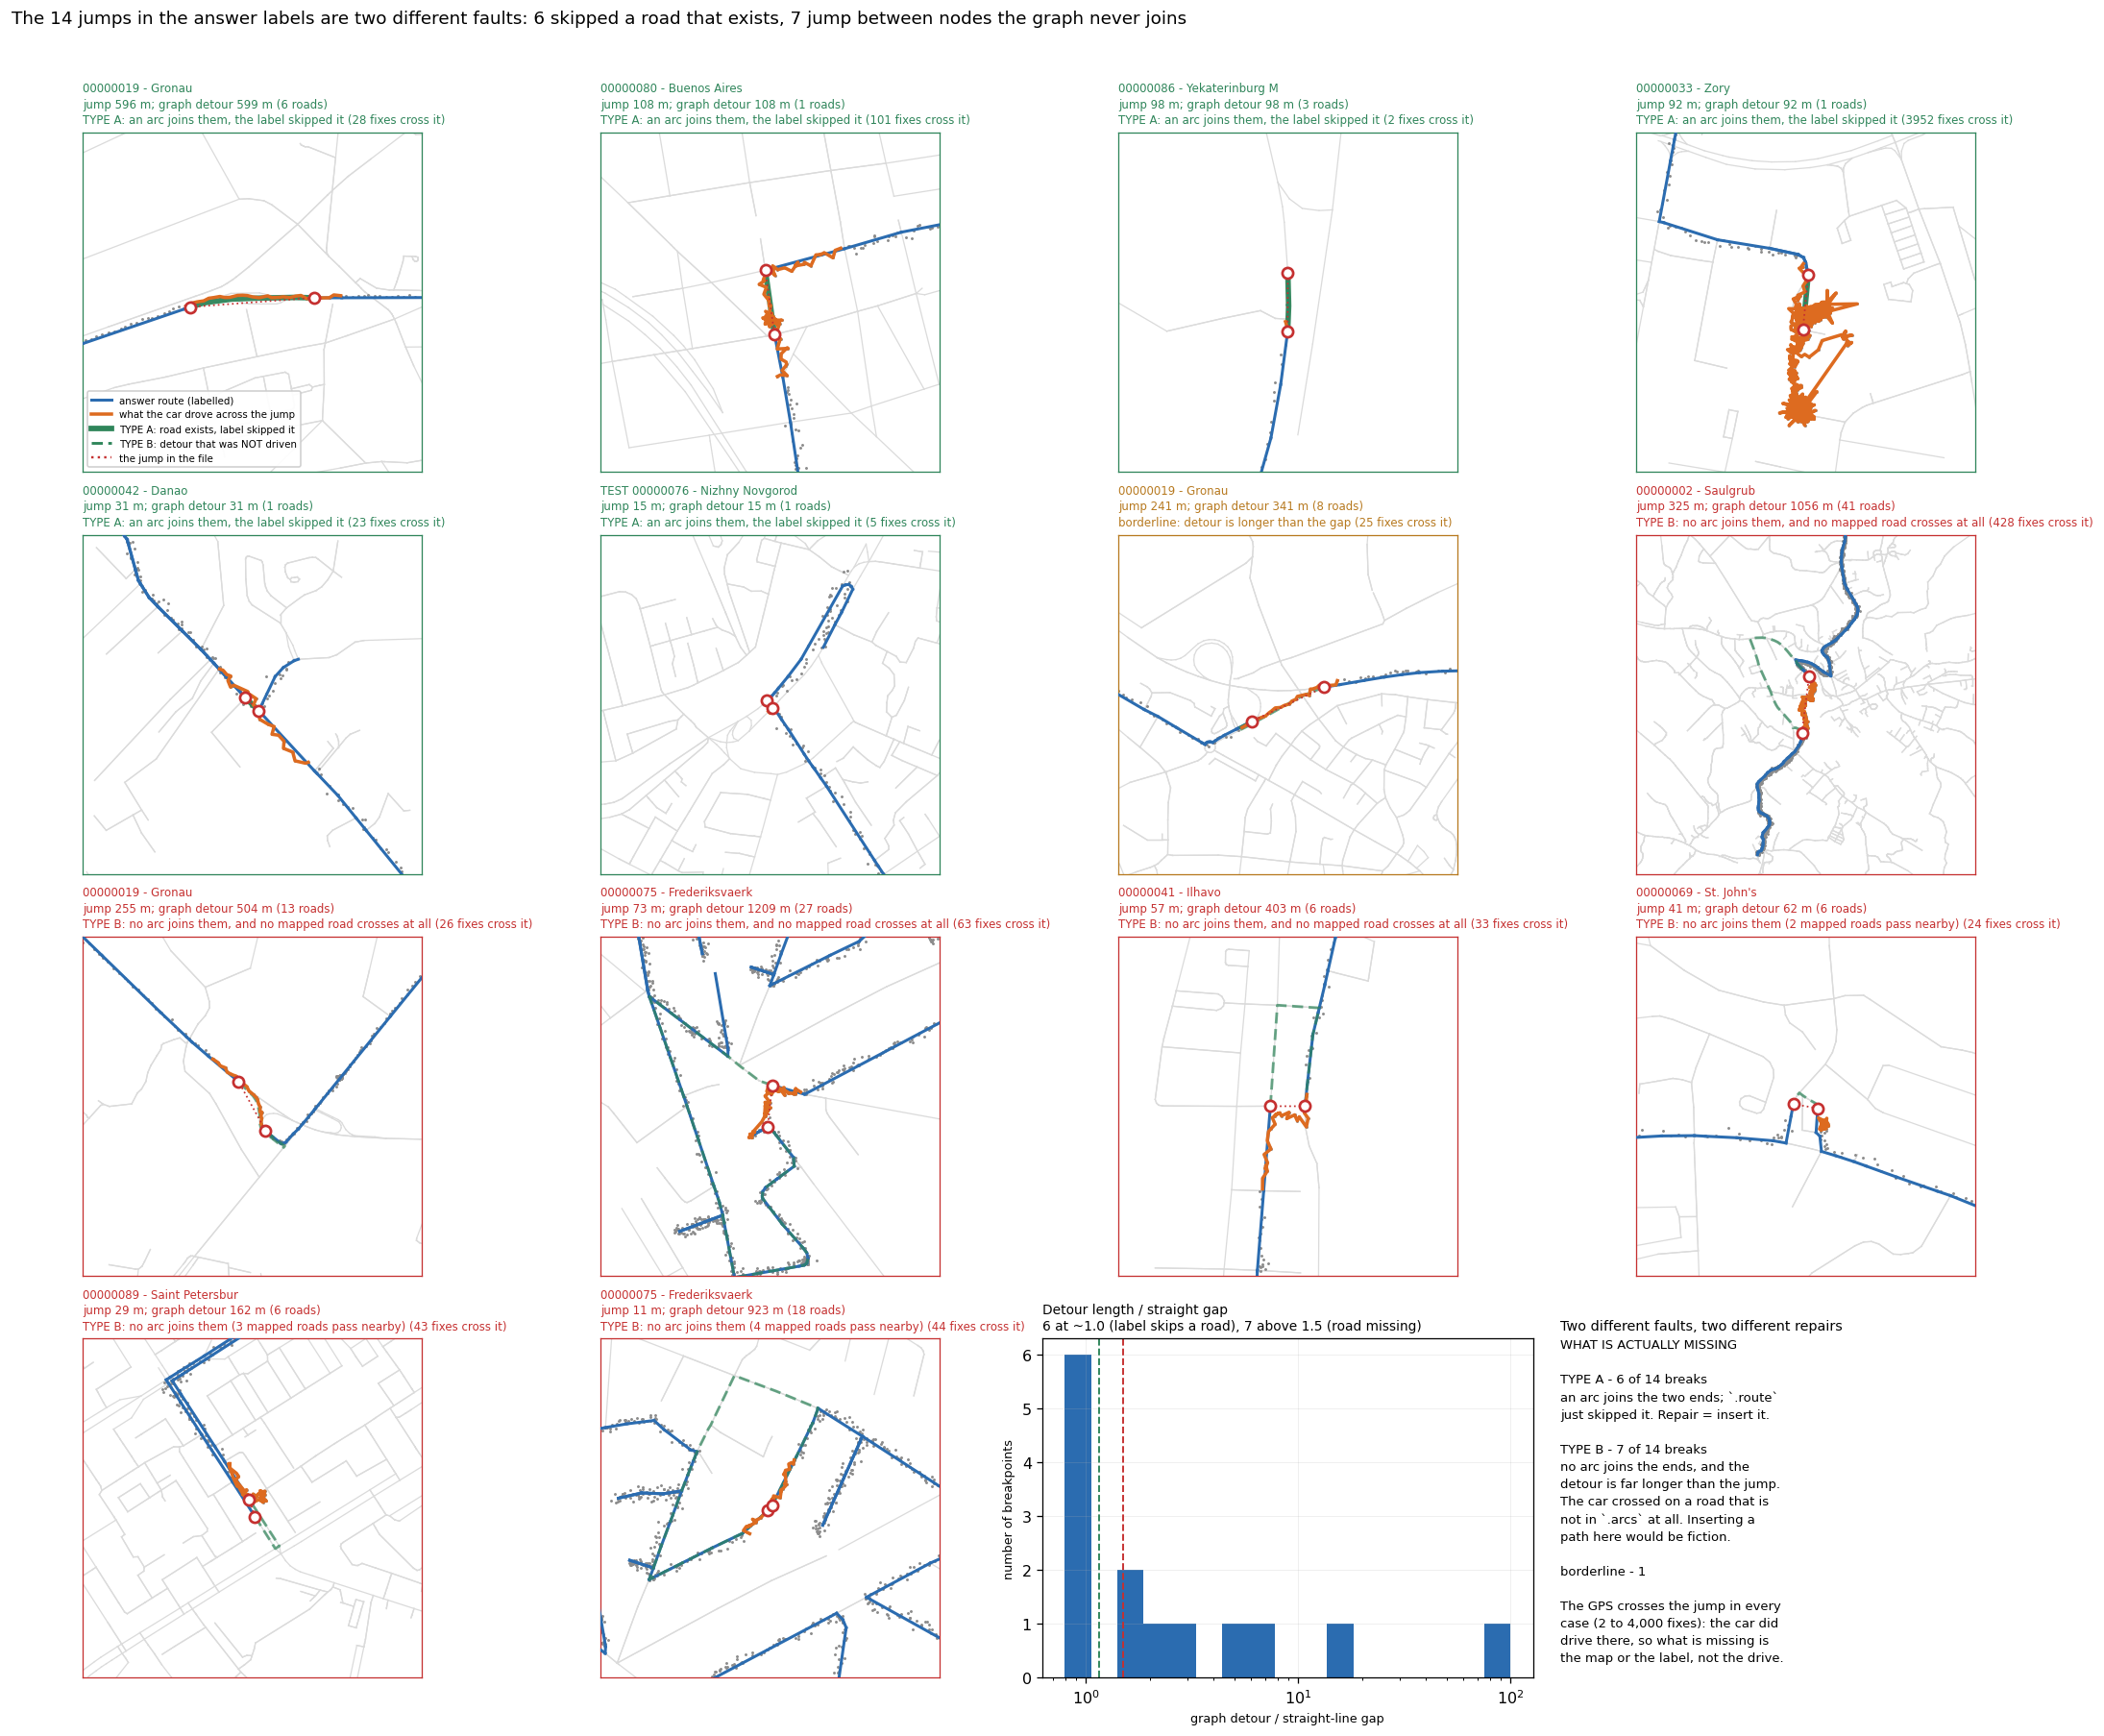 The 14 jumps in the answer labels are two different faults: 6 skipped a road that exists, 7 jump between nodes the graph never joins
00000019 - Gronau
jump 596 m; graph detour 599 m (6 roads)
TYPE A: an arc joins them, the label skipped it (28 fixes cross it)
00000080 - Buenos Aires
jump 108 m; graph detour 108 m (1 roads)
TYPE A: an arc joins them, the label skipped it (101 fixes cross it)
00000086 - Yekaterinburg M
jump 98 m; graph detour 98 m (3 roads)
TYPE A: an arc joins them, the label skipped it (2 fixes cross it)
00000033 - Zory
jump 92 m; graph detour 92 m (1 roads)
TYPE A: an arc joins them, the label skipped it (3952 fixes cross it)
answer route (labelled)
what the car drove across the jump
TYPE A: road exists, label skipped it
TYPE B: detour that was NOT driven
the jump in the file
00000042 - Danao
jump 31 m; graph detour 31 m (1 roads)
TYPE A: an arc joins them, the label skipped it (23 fixes cross it)
TEST 00000076 - Nizhny Novgorod
jump 15 m; graph detour 15 m (1 roads)
TYPE A: an arc joins them, the label skipped it (5 fixes cross it)
00000019 - Gronau
jump 241 m; graph detour 341 m (8 roads)
borderline: detour is longer than the gap (25 fixes cross it)
00000002 - Saulgrub
jump 325 m; graph detour 1056 m (41 roads)
TYPE B: no arc joins them, and no mapped road crosses at all (428 fixes cross it)
00000019 - Gronau
jump 255 m; graph detour 504 m (13 roads)
TYPE B: no arc joins them, and no mapped road crosses at all (26 fixes cross it)
00000075 - Frederiksvaerk
jump 73 m; graph detour 1209 m (27 roads)
TYPE B: no arc joins them, and no mapped road crosses at all (63 fixes cross it)
00000041 - Ilhavo
jump 57 m; graph detour 403 m (6 roads)
TYPE B: no arc joins them, and no mapped road crosses at all (33 fixes cross it)
00000069 - St. John's
jump 41 m; graph detour 62 m (6 roads)
TYPE B: no arc joins them (2 mapped roads pass nearby) (24 fixes cross it)
00000089 - Saint Petersbur
jump 29 m; graph detour 162 m (6 roads)
TYPE B: no arc joins them (3 mapped roads pass nearby) (43 fixes cross it)
00000075 - Frederiksvaerk
jump 11 m; graph detour 923 m (18 roads)
TYPE B: no arc joins them (4 mapped roads pass nearby) (44 fixes cross it)
Detour length / straight gap
6 at ~1.0 (label skips a road), 7 above 1.5 (road missing)
number of breakpoints
6
5
4
3
2
1
0
10⁰
10¹
10²
graph detour / straight-line gap
Two different faults, two different repairs
WHAT IS ACTUALLY MISSING
TYPE A - 6 of 14 breaks
an arc joins the two ends; `.route`
just skipped it. Repair = insert it.
TYPE B - 7 of 14 breaks
no arc joins the ends, and the
detour is far longer than the jump.
The car crossed on a road that is
not in `.arcs` at all. Inserting a
path here would be fiction.
borderline - 1
The GPS crosses the jump in every
case (2 to 4,000 fixes): the car did
drive there, so what is missing is
the map or the label, not the drive.